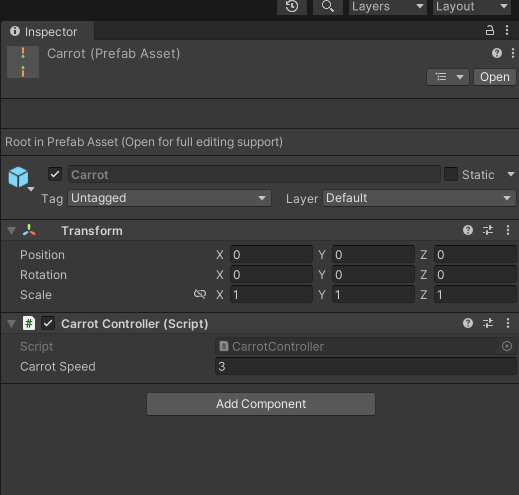 Layers Layout
Inspector
Carrot (Prefab Asset)
Open
Root in Prefab Asset (Open for full editing support)
Carrot Static
Tag Untagged Layer Default
Transform
Position X 0 Y 0 Z 0
Rotation X 0 Y 0 Z 0
Scale X 1 Y 1 Z 1
# Carrot Controller (Script)
Script CarrotController
Carrot Speed 3
Add Component